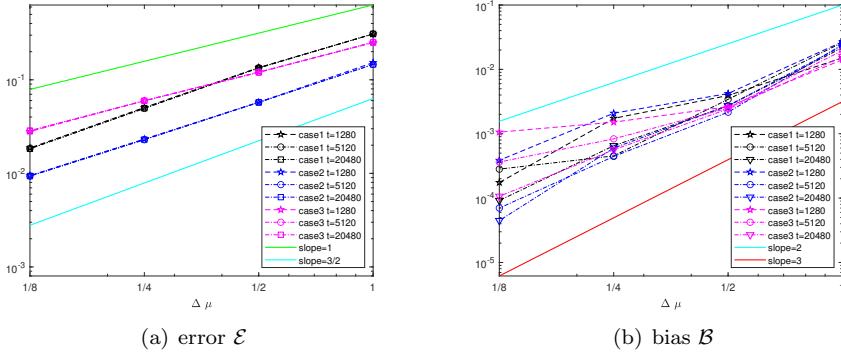 10⁻¹
10⁻²
10⁻³
1/8
1/4
1/2
1
Δ μ
case1 t=1280
case1 t=5120
case1 t=20480
case2 t=1280
case2 t=5120
case2 t=20480
case3 t=1280
case3 t=5120
case3 t=20480
slope=1
slope=3/2
(a) error ℰ
10⁻¹
10⁻²
10⁻³
10⁻⁴
10⁻⁵
1/8
1/4
1/2
1
Δ μ
case1 t=1280
case1 t=5120
case1 t=20480
case2 t=1280
case2 t=5120
case2 t=20480
case3 t=1280
case3 t=5120
case3 t=20480
slope=2
slope=3
(b) bias ℬ